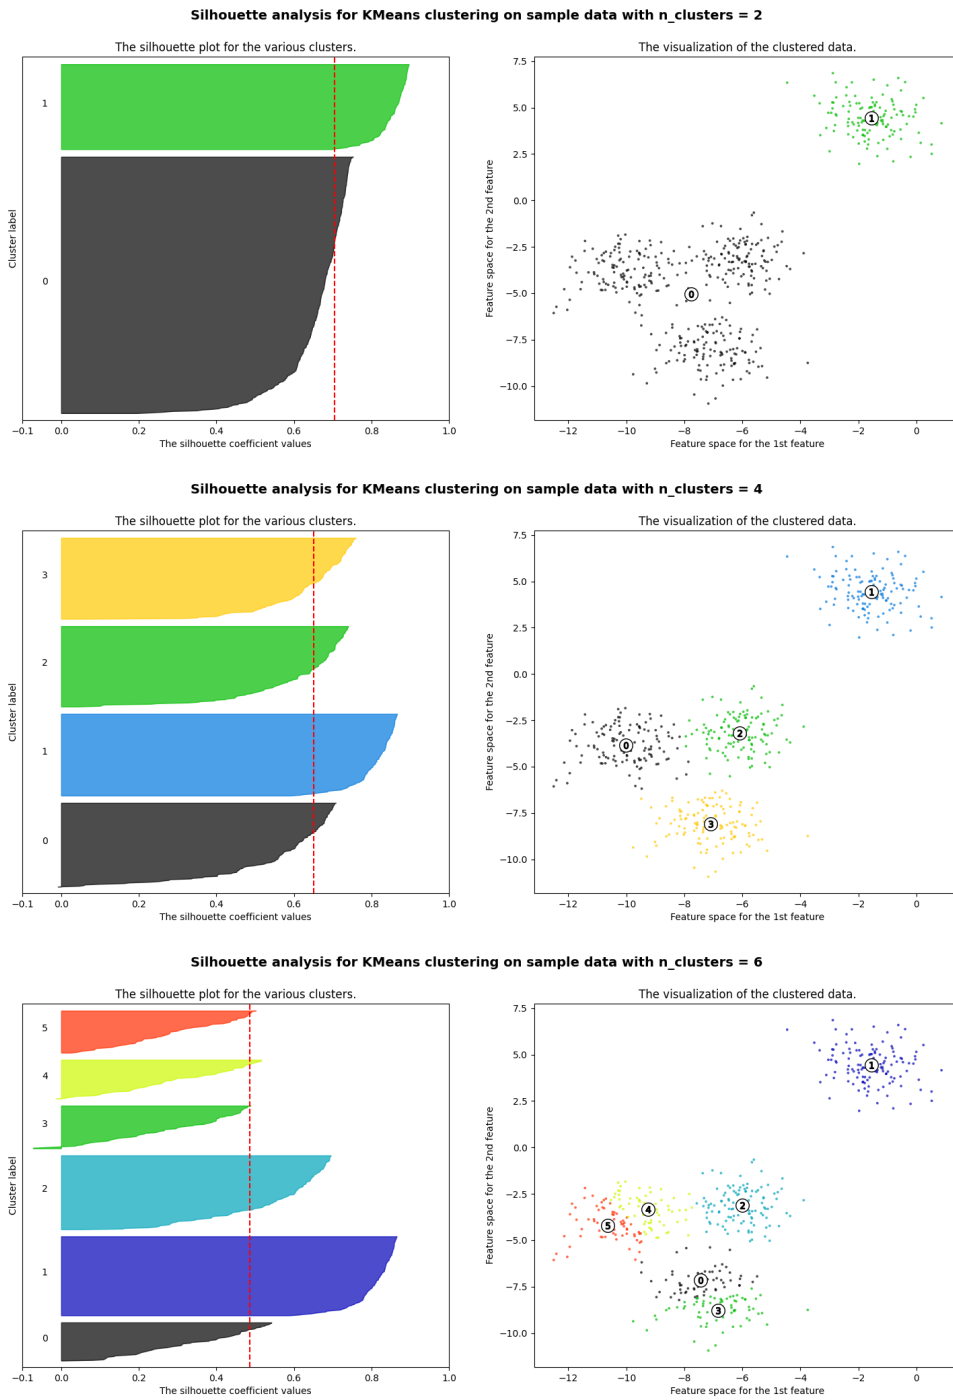 Silhouette analysis for KMeans clustering on sample data with n_clusters = 2
The silhouette plot for the various clusters.
Cluster label
1
0
−0.1 0.0 0.2 0.4 0.6 0.8 1.0
The silhouette coefficient values
The visualization of the clustered data.
Feature space for the 2nd feature
7.5
5.0
2.5
0.0
−2.5
−5.0
−7.5
−10.0
1
0
−12 −10 −8 −6 −4 −2 0
Feature space for the 1st feature
Silhouette analysis for KMeans clustering on sample data with n_clusters = 4
The silhouette plot for the various clusters.
Cluster label
3
2
1
0
−0.1 0.0 0.2 0.4 0.6 0.8 1.0
The silhouette coefficient values
The visualization of the clustered data.
Feature space for the 2nd feature
7.5
5.0
2.5
0.0
−2.5
−5.0
−7.5
−10.0
1
2
0
3
−12 −10 −8 −6 −4 −2 0
Feature space for the 1st feature
Silhouette analysis for KMeans clustering on sample data with n_clusters = 6
The silhouette plot for the various clusters.
Cluster label
5
4
3
2
1
0
−0.1 0.0 0.2 0.4 0.6 0.8 1.0
The silhouette coefficient values
The visualization of the clustered data.
Feature space for the 2nd feature
7.5
5.0
2.5
0.0
−2.5
−5.0
−7.5
−10.0
1
2
4
5
0
3
−12 −10 −8 −6 −4 −2 0
Feature space for the 1st feature